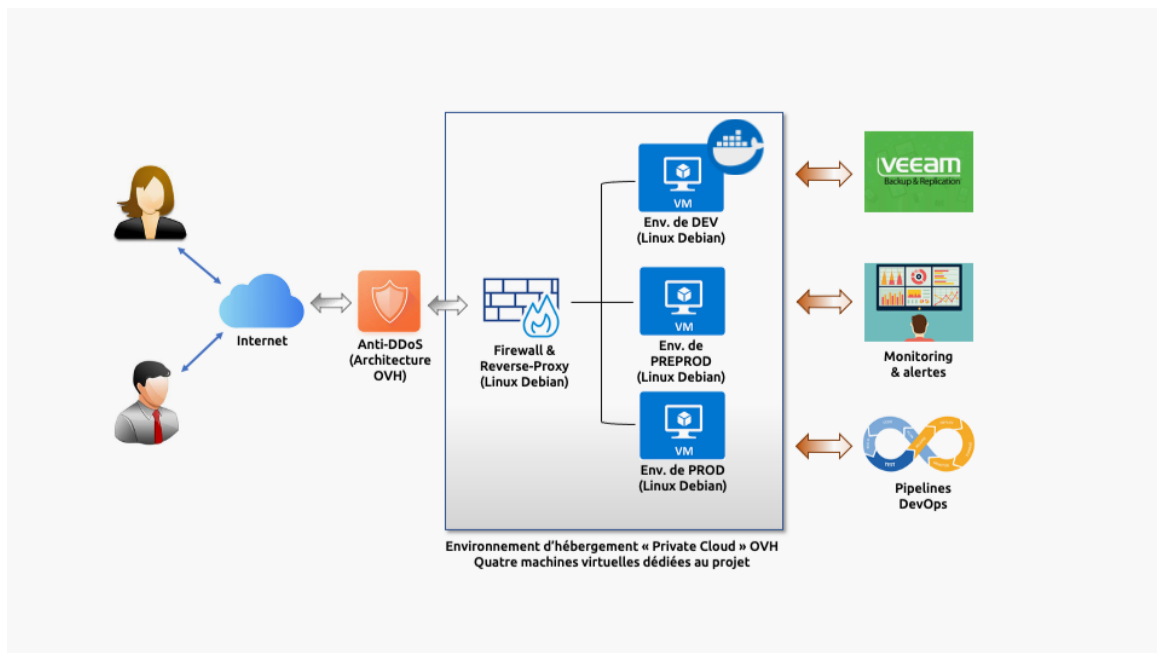 VM
Env. de DEV
(Linux Debian)
veeam
Backup & Replication
Internet
Anti-DDoS
(Architecture
OVH)
Firewall &
Reverse-Proxy
(Linux Debian)
VM
Env. de
PREPROD
(Linux Debian)
Monitoring
& alertes
VM
Env. de PROD
(Linux Debian)
Pipelines
DevOps
Environnement d'hébergement « Private Cloud » OVH
Quatre machines virtuelles dédiées au projet